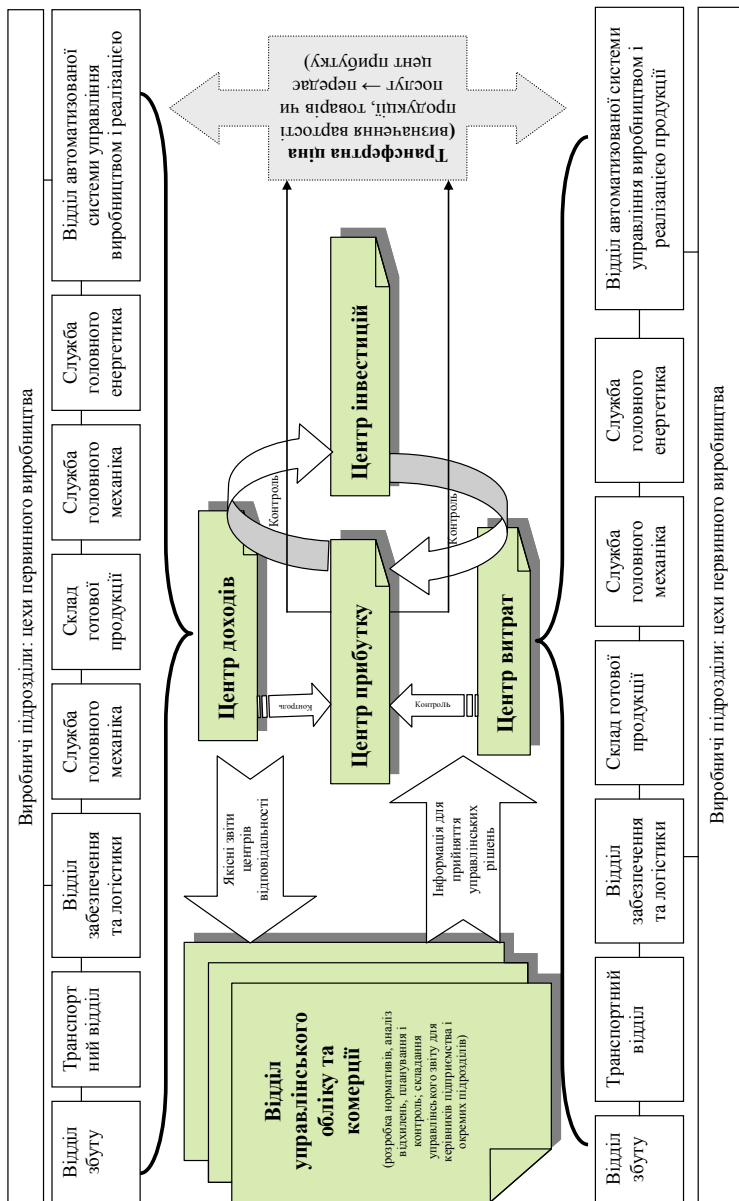 Виробничі підрозділи: цехи первинного виробництва
Відділ
збуту
Транспорт
ний відділ
Відділ
забезпечення
та логістики
Служба
головного
механіка
Склад
готової
продукції
Служба
головного
механіка
Служба
головного
енергетика
Відділ автоматизованої
системи управління
виробництвом і реалізацією
Відділ
управлінського
обліку та
комерції
(розробка нормативів, аналіз
відхилень, планування і
контроль; складання
управлінського звіту для
керівників підприємства і
окремих підрозділів)
Якісні звіти
центрів
відповідальності
Інформація для
прийняття
управлінських
рішень
Центр доходів
Контроль
Центр прибутку
Контроль
Центр витрат
Контроль
Центр інвестицій
Контроль
Трансфертна ціна
(визначення вартості
продукції, товарів чи
послуг → передає
цент прибутку)
Відділ
збуту
Транспортний
відділ
Відділ
забезпечення
та логістики
Склад готової
продукції
Служба
головного
механіка
Служба
головного
енергетика
Відділ автоматизованої системи
управління виробництвом і
реалізацією продукції
Виробничі підрозділи: цехи первинного виробництва